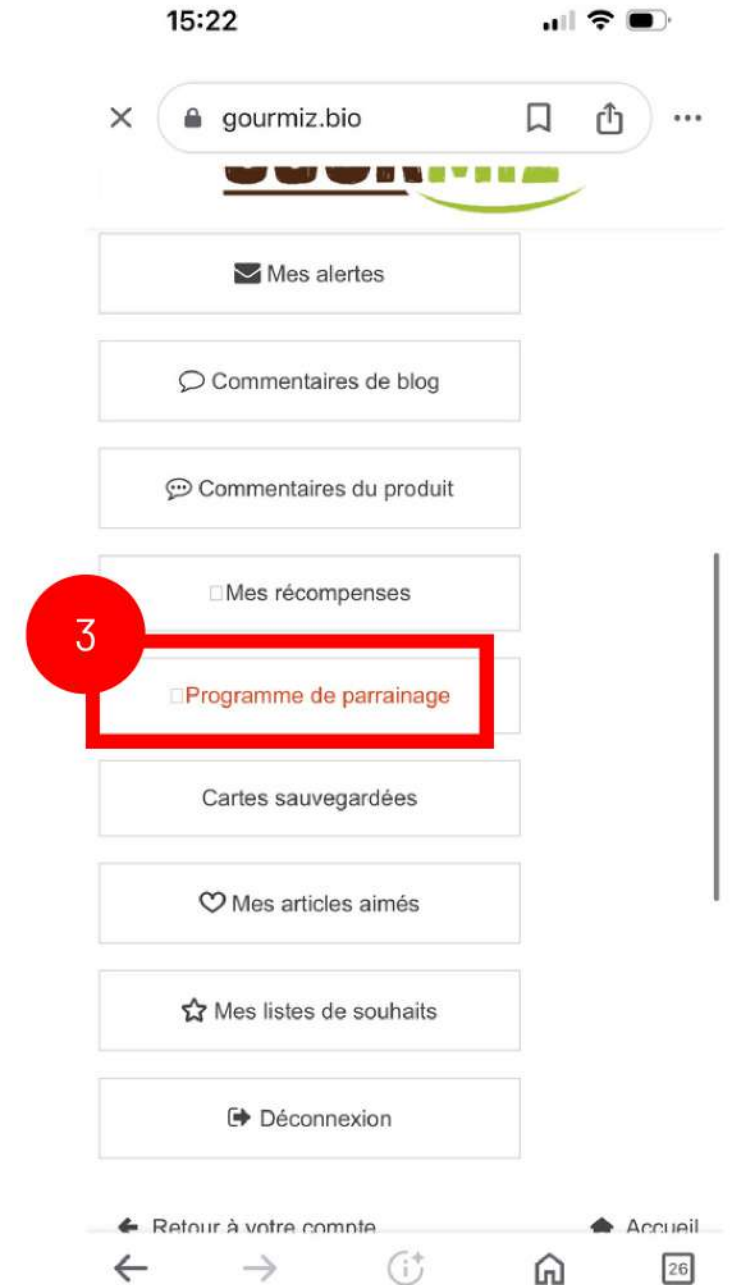 15:22
gourmiz.bio
GOURMIZ
Mes alertes
Commentaires de blog
Commentaires du produit
Mes récompenses
3
Programme de parrainage
Cartes sauvegardées
Mes articles aimés
Mes listes de souhaits
Déconnexion
Retour à votre compte
Accueil
26